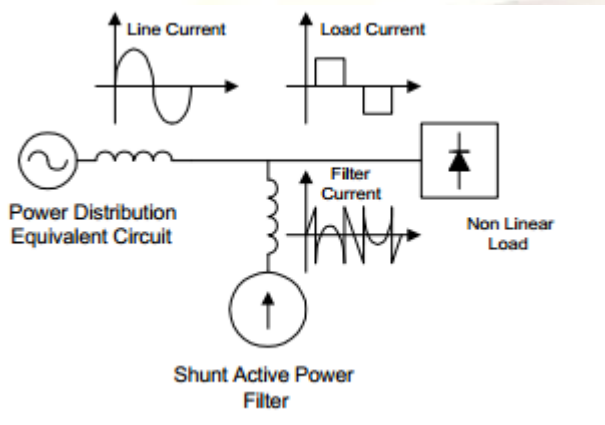 Line Current
Load Current
Filter
Current
Power Distribution
Equivalent Circuit
Non Linear
Load
Shunt Active Power
Filter